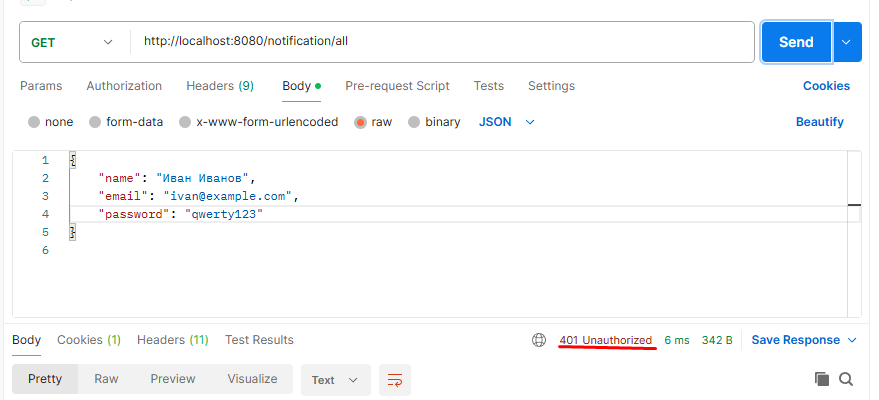 GET http://localhost:8080/notification/all Send
Params Authorization Headers (9) Body Pre-request Script Tests Settings Cookies
none form-data x-www-form-urlencoded raw binary JSON Beautify
1 {
2 "name": "Иван Иванов",
3 "email": "ivan@example.com",
4 "password": "qwerty123"
5 }
6
Body Cookies (1) Headers (11) Test Results 401 Unauthorized 6 ms 342 B Save Response
Pretty Raw Preview Visualize Text